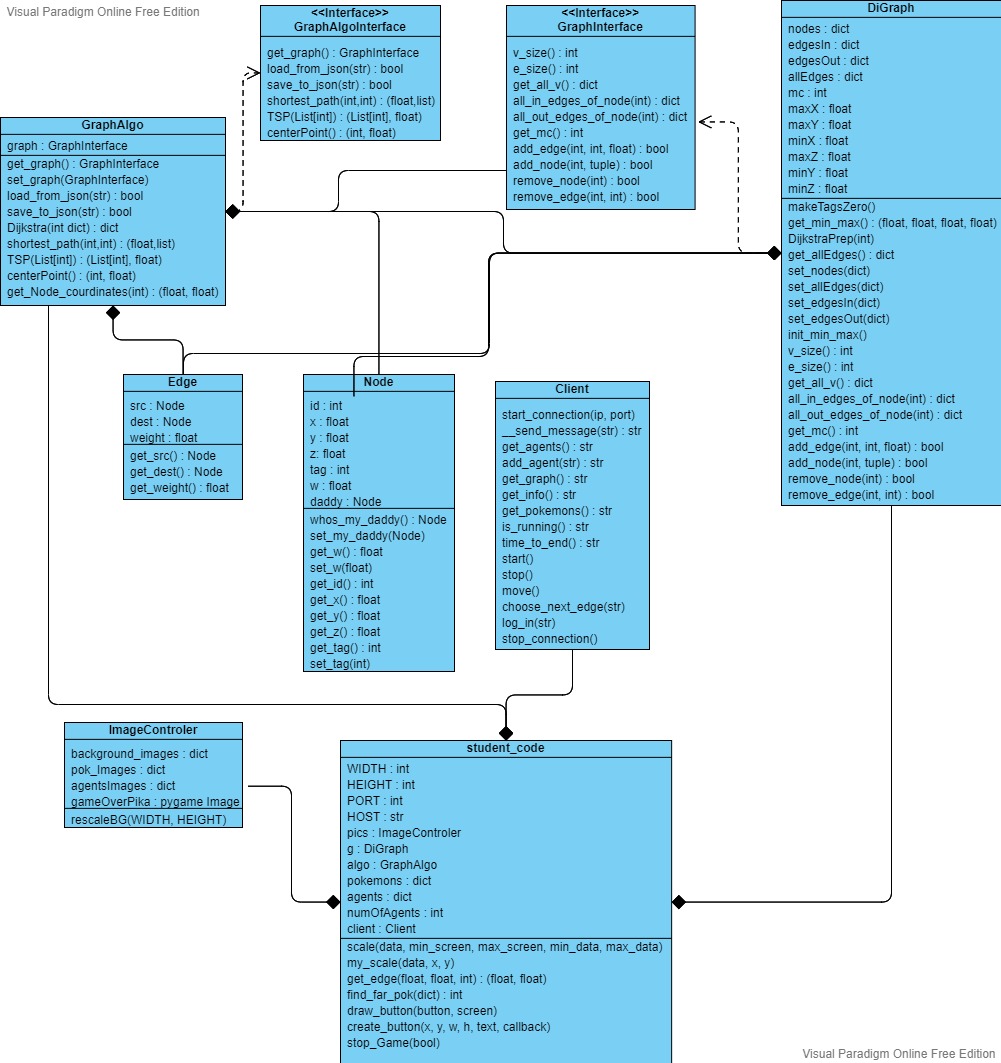 Visual Paradigm Online Free Edition
<<Interface>>
GraphAlgoInterface
get_graph() : GraphInterface
load_from_json(str) : bool
save_to_json(str) : bool
shortest_path(int,int) : (float,list)
TSP(List[int]) : (List[int], float)
centerPoint() : (int, float)
<<Interface>>
GraphInterface
v_size() : int
e_size() : int
get_all_v() : dict
all_in_edges_of_node(int) : dict
all_out_edges_of_node(int) : dict
get_mc() : int
add_edge(int, int, float) : bool
add_node(int, tuple) : bool
remove_node(int) : bool
remove_edge(int, int) : bool
DiGraph
nodes : dict
edgesIn : dict
edgesOut : dict
allEdges : dict
mc : int
maxX : float
maxY : float
minX : float
maxZ : float
minY : float
minZ : float
makeTagsZero()
get_min_max() : (float, float, float, float)
DijkstraPrep(int)
get_allEdges() : dict
set_nodes(dict)
set_allEdges(dict)
set_edgesIn(dict)
set_edgesOut(dict)
init_min_max()
v_size() : int
e_size() : int
get_all_v() : dict
all_in_edges_of_node(int) : dict
all_out_edges_of_node(int) : dict
get_mc() : int
add_edge(int, int, float) : bool
add_node(int, tuple) : bool
remove_node(int) : bool
remove_edge(int, int) : bool
GraphAlgo
graph : GraphInterface
get_graph() : GraphInterface
set_graph(GraphInterface)
load_from_json(str) : bool
save_to_json(str) : bool
Dijkstra(int dict) : dict
shortest_path(int,int) : (float,list)
TSP(List[int]) : (List[int], float)
centerPoint() : (int, float)
get_Node_coordinates(int) : (float, float)
Edge
src : Node
dest : Node
weight : float
get_src() : Node
get_dest() : Node
get_weight() : float
Node
id : int
x : float
y : float
z: float
tag : int
w : float
daddy : Node
whos_my_daddy() : Node
set_my_daddy(Node)
get_w() : float
set_w(float)
get_id() : int
get_x() : float
get_y() : float
get_z() : float
get_tag() : int
set_tag(int)
Client
start_connection(ip, port)
__send_message(str) : str
get_agents() : str
add_agent(str) : str
get_graph() : str
get_info() : str
get_pokemons() : str
is_running() : str
time_to_end() : str
start()
stop()
move()
choose_next_edge(str)
log_in(str)
stop_connection()
ImageControler
background_images : dict
pok_Images : dict
agentsImages : dict
gameOverPika : pygame Image
rescaleBG(WIDTH, HEIGHT)
student_code
WIDTH : int
HEIGHT : int
PORT : int
HOST : str
pics : ImageControler
g : DiGraph
algo : GraphAlgo
pokemons : dict
agents : dict
numOfAgents : int
client : Client
scale(data, min_screen, max_screen, min_data, max_data)
my_scale(data, x, y)
get_edge(float, float, int) : (float, float)
find_far_pok(dict) : int
draw_button(button, screen)
create_button(x, y, w, h, text, callback)
stop_Game(bool)
Visual Paradigm Online Free Edition